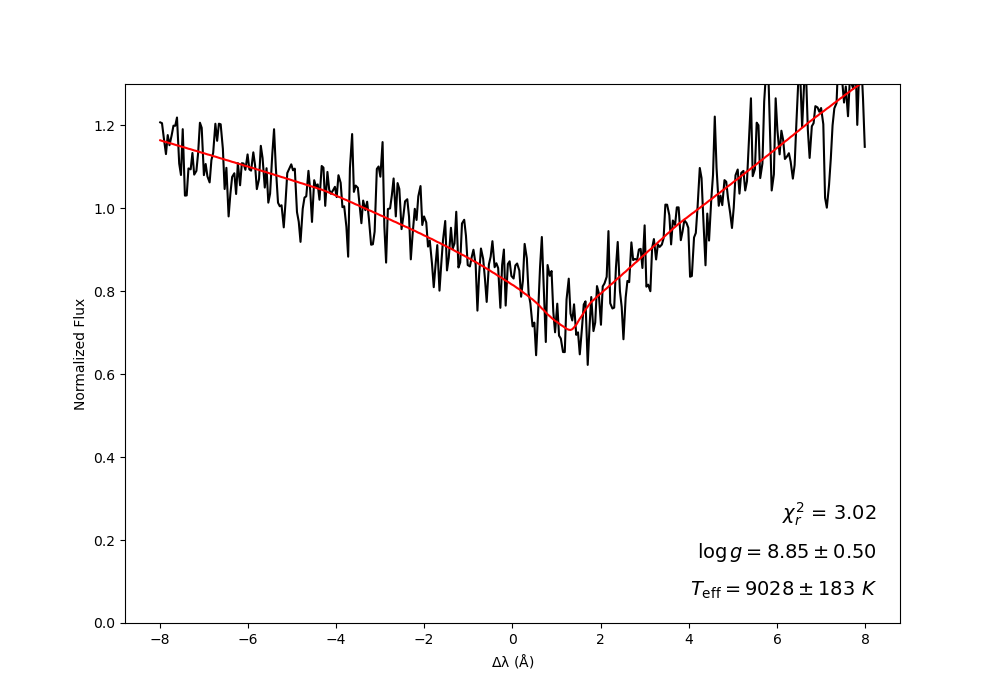 1.2
1.0
0.8
0.6
0.4
0.2
0.0
Normalized Flux
χ²ᵣ = 3.02
log g = 8.85 ± 0.50
T_eff = 9028 ± 183 K
−8 −6 −4 −2 0 2 4 6 8
Δλ (Å)